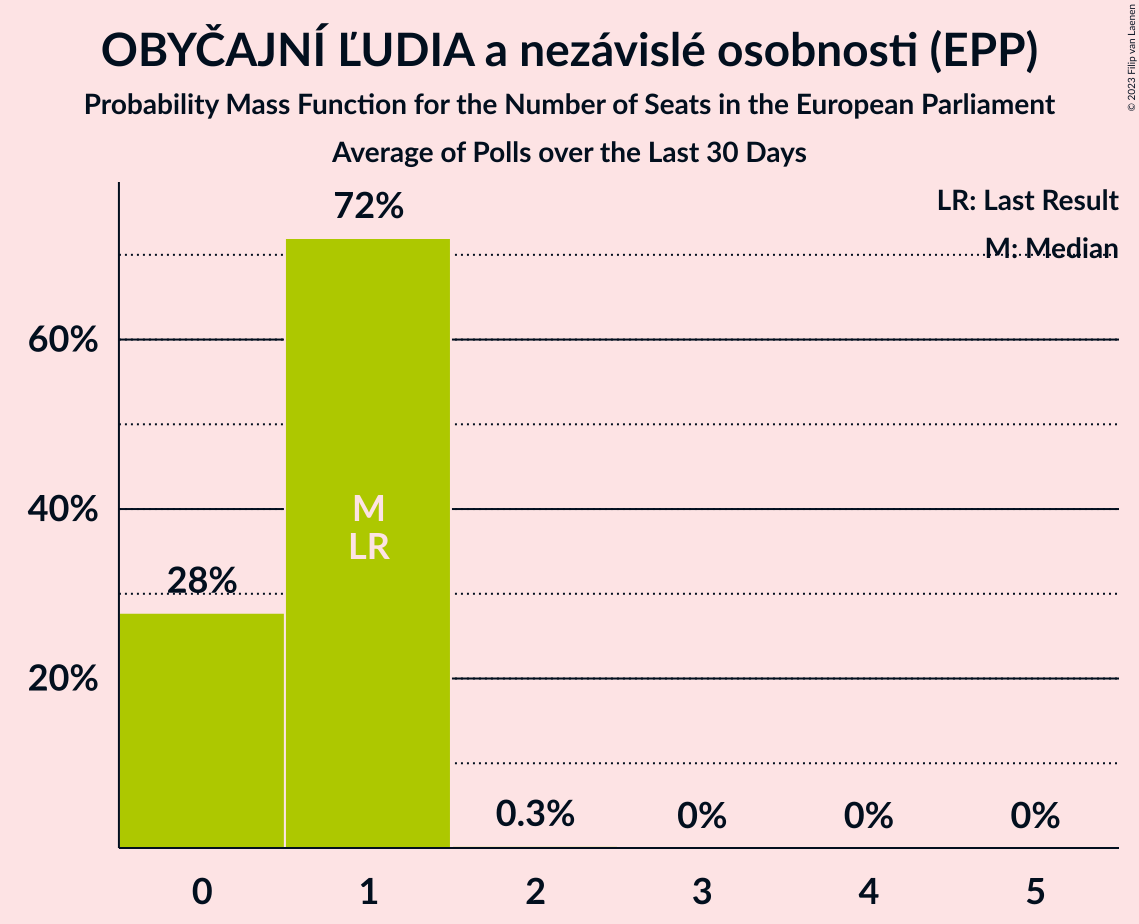 OBYČAJNÍ ĽUDIA a nezávislé osobnosti (EPP)
Probability Mass Function for the Number of Seats in the European Parliament
Average of Polls over the Last 30 Days
© 2023 Filip van Laenen
LR: Last Result
M: Median
72%
60%
M
40%
LR
28%
20%
0.3%
0%
0%
0%
0
1
2
3
4
5